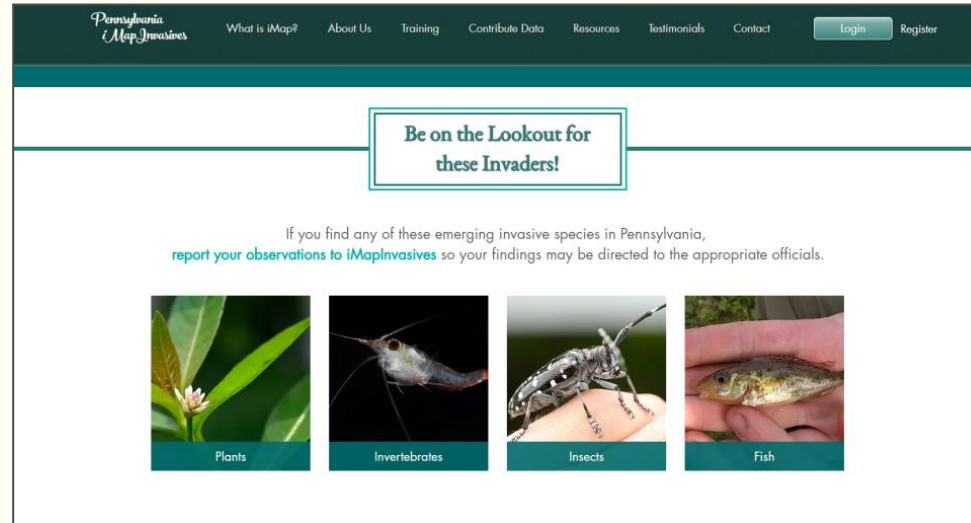 Pennsylvania
iMapInvasives
What is iMap?
About Us
Training
Contribute Data
Resources
Testimonials
Contact
Login
Register
Be on the Lookout for
these Invaders!
If you find any of these emerging invasive species in Pennsylvania,
report your observations to iMapInvasives so your findings may be directed to the appropriate officials.
Plants
Invertebrates
Insects
Fish